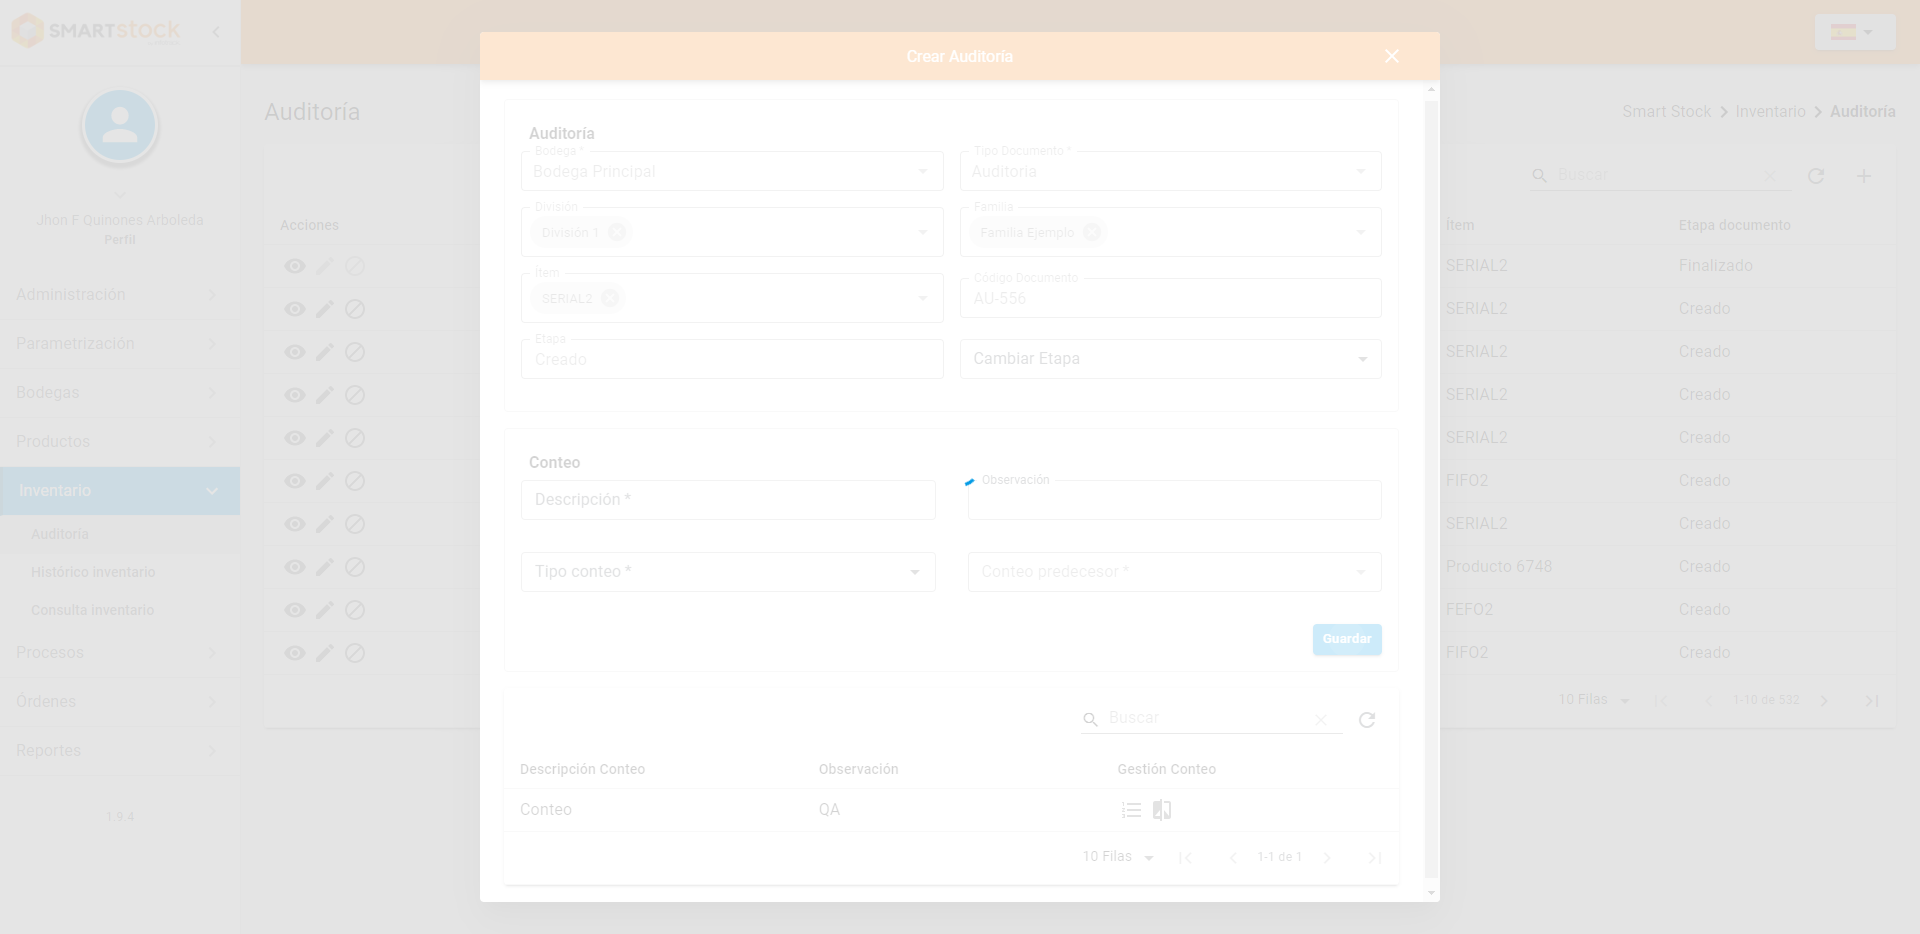 SMARTstock
Crear Auditoría
Auditoría
Smart Stock
Inventario
Auditoría
Jhon F Quinones Arboleda
Perfil
Administración
Parametrización
Bodegas
Productos
Inventario
Auditoría
Histórico inventario
Consulta inventario
Procesos
Órdenes
Reportes
1.9.4
Acciones
Auditoría
Bodega *
Bodega Principal
Tipo Documento *
Auditoria
División
División 1
Familia
Familia Ejemplo
Ítem
SERIAL2
Código Documento
AU-556
Etapa
Creado
Cambiar Etapa
Conteo
Descripción *
Observación
Tipo conteo *
Conteo predecesor *
Guardar
Buscar
Descripción Conteo Observación Gestión Conteo
Conteo QA
10 Filas 1-1 de 1
Buscar
Ítem Etapa documento
SERIAL2 Finalizado
SERIAL2 Creado
SERIAL2 Creado
SERIAL2 Creado
SERIAL2 Creado
FIFO2 Creado
SERIAL2 Creado
Producto 6748 Creado
FEFO2 Creado
FIFO2 Creado
10 Filas 1-10 de 532